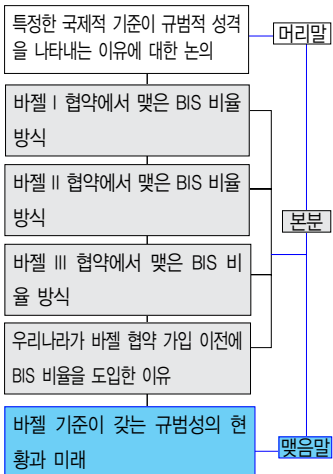 특정한 국제적 기준이 규범적 성격
을 나타내는 이유에 대한 논의
머리말
바젤 Ⅰ 협약에서 맺은 BIS 비율
방식
바젤 Ⅱ 협약에서 맺은 BIS 비율
방식
본분
바젤 Ⅲ 협약에서 맺은 BIS 비
율 방식
우리나라가 바젤 협약 가입 이전에
BIS 비율을 도입한 이유
바젤 기준이 갖는 규범성의 현
황과 미래
맺음말